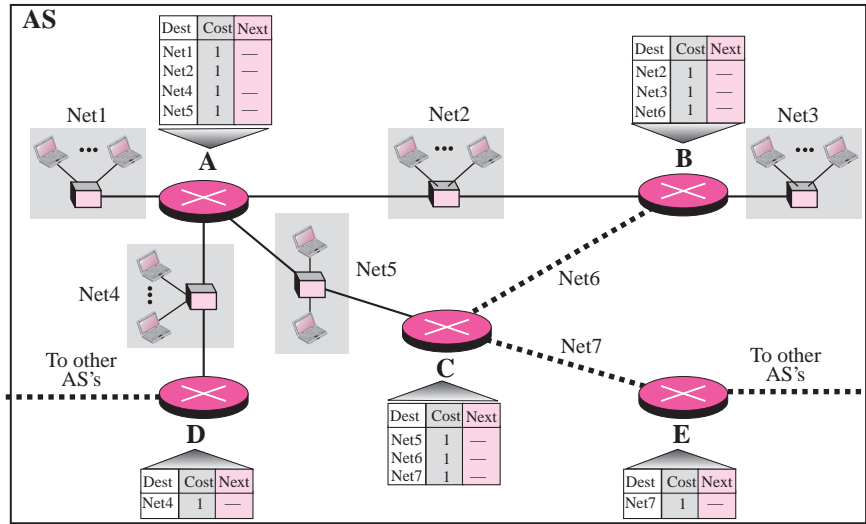 AS
Dest Cost Next
Net1 1 —
Net2 1 —
Net4 1 —
Net5 1 —
Dest Cost Next
Net2 1 —
Net3 1 —
Net6 1 —
Net1
Net2
Net3
A
B
Net4
Net5
Net6
Net7
To other
AS's
To other
AS's
C
D
E
Dest Cost Next
Net5 1 —
Net6 1 —
Net7 1 —
Dest Cost Next
Net4 1 —
Dest Cost Next
Net7 1 —